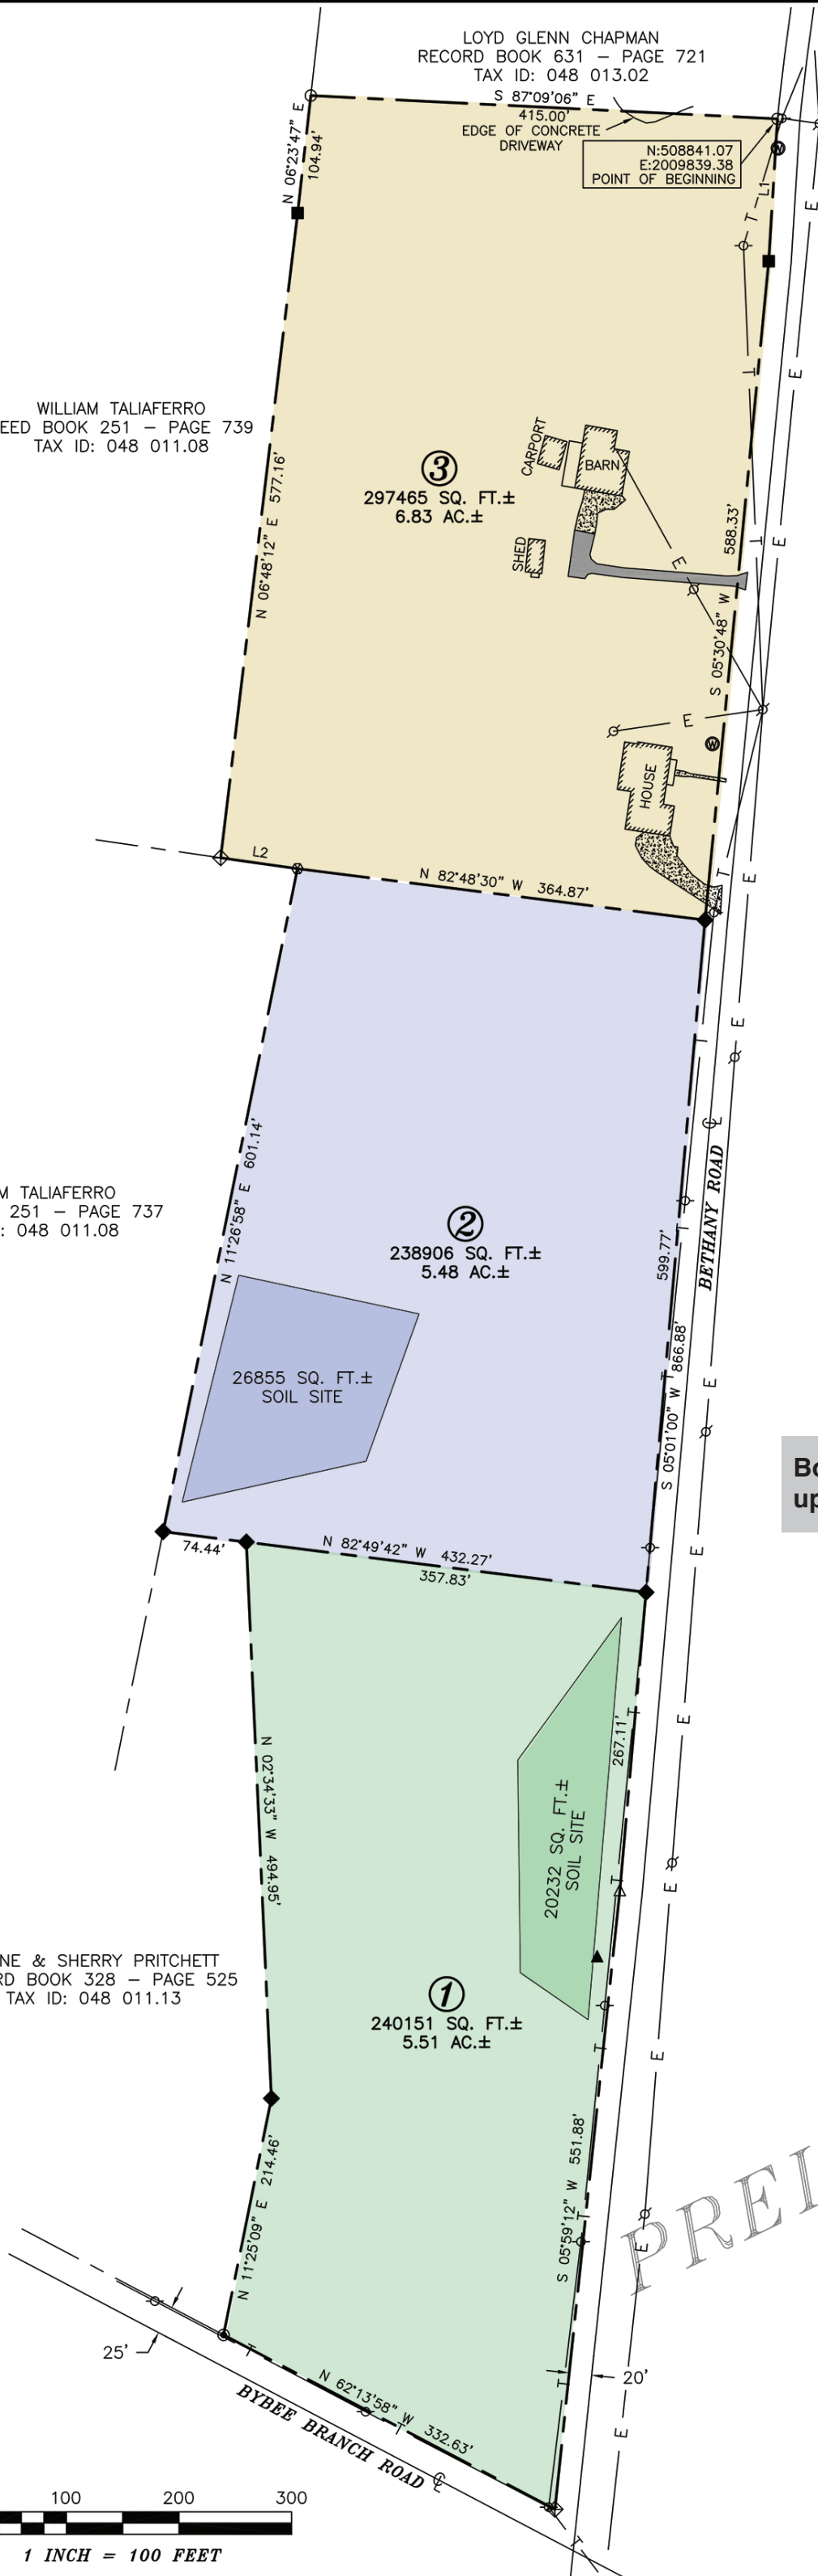 LOYD GLENN CHAPMAN
RECORD BOOK 631 – PAGE 721
TAX ID: 048 013.02
S 87°09'06" E
415.00'
EDGE OF CONCRETE
DRIVEWAY
N:508841.07
E:2009839.38
POINT OF BEGINNING
N 06°23'47" E
104.94'
L1
T
E
T
E
WILLIAM TALIAFERRO
EED BOOK 251 – PAGE 739
TAX ID: 048 011.08
N 06°48'12" E 577.16'
3
297465 SQ. FT.±
6.83 AC.±
CARPORT
BARN
SHED
E
588.33'
S 05°30'48" W
T
E
E
W
W
HOUSE
L2
N 82°48'30" W 364.87'
T
E
E
T
M TALIAFERRO
251 – PAGE 737
: 048 011.08
N 11°26'58" E 601.14'
2
238906 SQ. FT.±
5.48 AC.±
BETHANY ROAD ℄
599.77'
S 05°01'00" W 866.88'
26855 SQ. FT.±
SOIL SITE
T
T
E
E
Bo
up
74.44'
N 82°49'42" W 432.27'
357.83'
N 02°34'33" W 494.95'
267.11'
20232 SQ. FT.±
SOIL SITE
T
T
E
E
NE & SHERRY PRITCHETT
RD BOOK 328 – PAGE 525
TAX ID: 048 011.13
1
240151 SQ. FT.±
5.51 AC.±
T
E
N 11°25'09" E 214.46'
S 05°59'12" W 551.88'
T
E
E
PREL
25'
T
N 62°13'58" W 332.63'
T
BYBEE BRANCH ROAD ℄
20'
T
E
T
100 200 300
1 INCH = 100 FEET